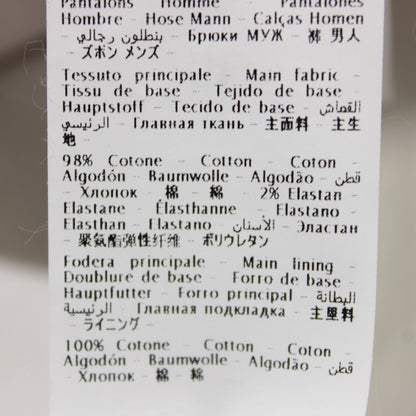 Pantalons – Homme – Pantalones
Hombre – Hose Mann – Calças Homen
– بنطلون رجالي – Брюки МУЖ – 裤 男人
– ズボン メンズ –
Tessuto principale – Main fabric –
Tissu de base – Tejido de base –
Hauptstoff – Tecido de base – القماش
الرئيسي – Главная ткань – 主面料 – 主生
地 –
98% Cotone – Cotton – Coton –
Algodón – Baumwolle – Algodão – قطن
– Хлопок – 棉 – 綿 – 2% Elastan –
Elastane – Élasthanne – Elastano –
Elasthan – Elastano – الأستان – Эластан
– 聚氨酯弹性纤维 – ポリウレタン
Fodera principale – Main lining –
Doublure de base – Forro de base –
Hauptfutter – Forro principal – البطانة
الرئيسية – Главная подкладка – 主里料
– ライニング –
100% Cotone – Cotton – Coton –
Algodón – Baumwolle – Algodão – قطن
– Хлопок – 棉 – 綿